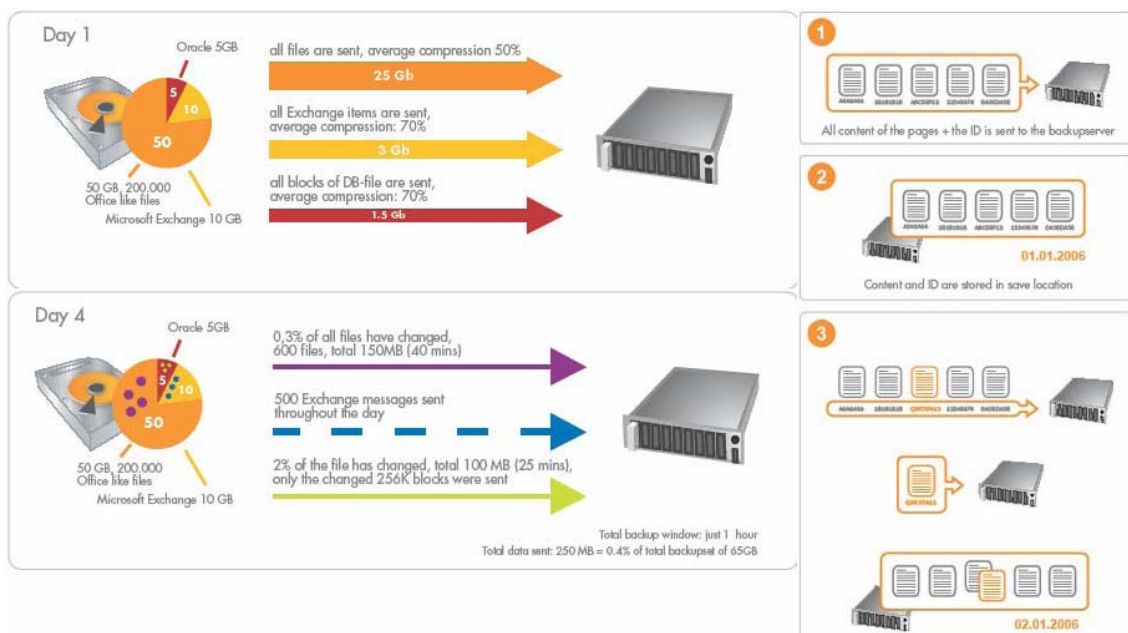 Day 1
Oracle 5GB
5
10
50
50 GB, 200.000
Office like files
Microsoft Exchange 10 GB
all files are sent, average compression 50%
25 Gb
all Exchange items are sent,
average compression: 70%
3 Gb
all blocks of DB-file are sent,
average compression: 70%
1.5 Gb
Day 4
Oracle 5GB
5
10
50
50 GB, 200.000
Office like files
Microsoft Exchange 10 GB
0,3% of all files have changed,
600 files, total 150MB (40 mins)
500 Exchange messages sent
throughout the day
2% of the file has changed, total 100 MB (25 mins),
only the changed 256K blocks were sent
Total backup window: just 1 hour
Total data sent: 250 MB = 0.4% of total backupset of 65GB
1
All content of the pages + the ID is sent to the backupserver
2
01.01.2006
Content and ID are stored in save location
3
02.01.2006